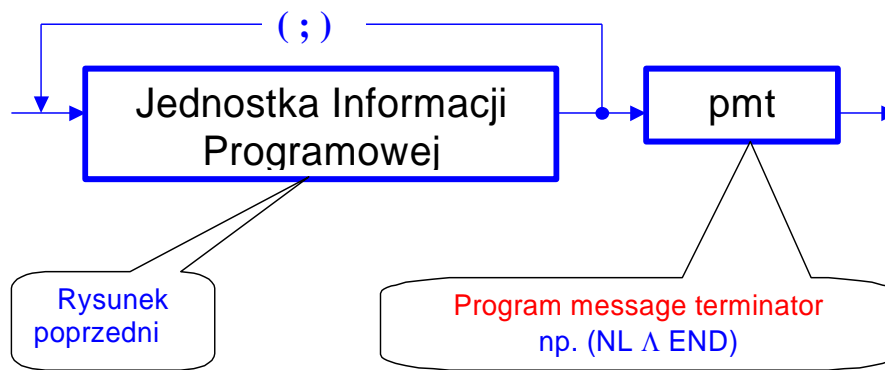 ( ; )
Jednostka Informacji
Programowej
pmt
Rysunek
poprzedni
Program message terminator
np. (NL Λ END)